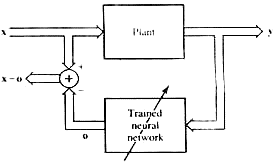 x
Plant
y
+
x - o
+
−
Trained
neural
network
o